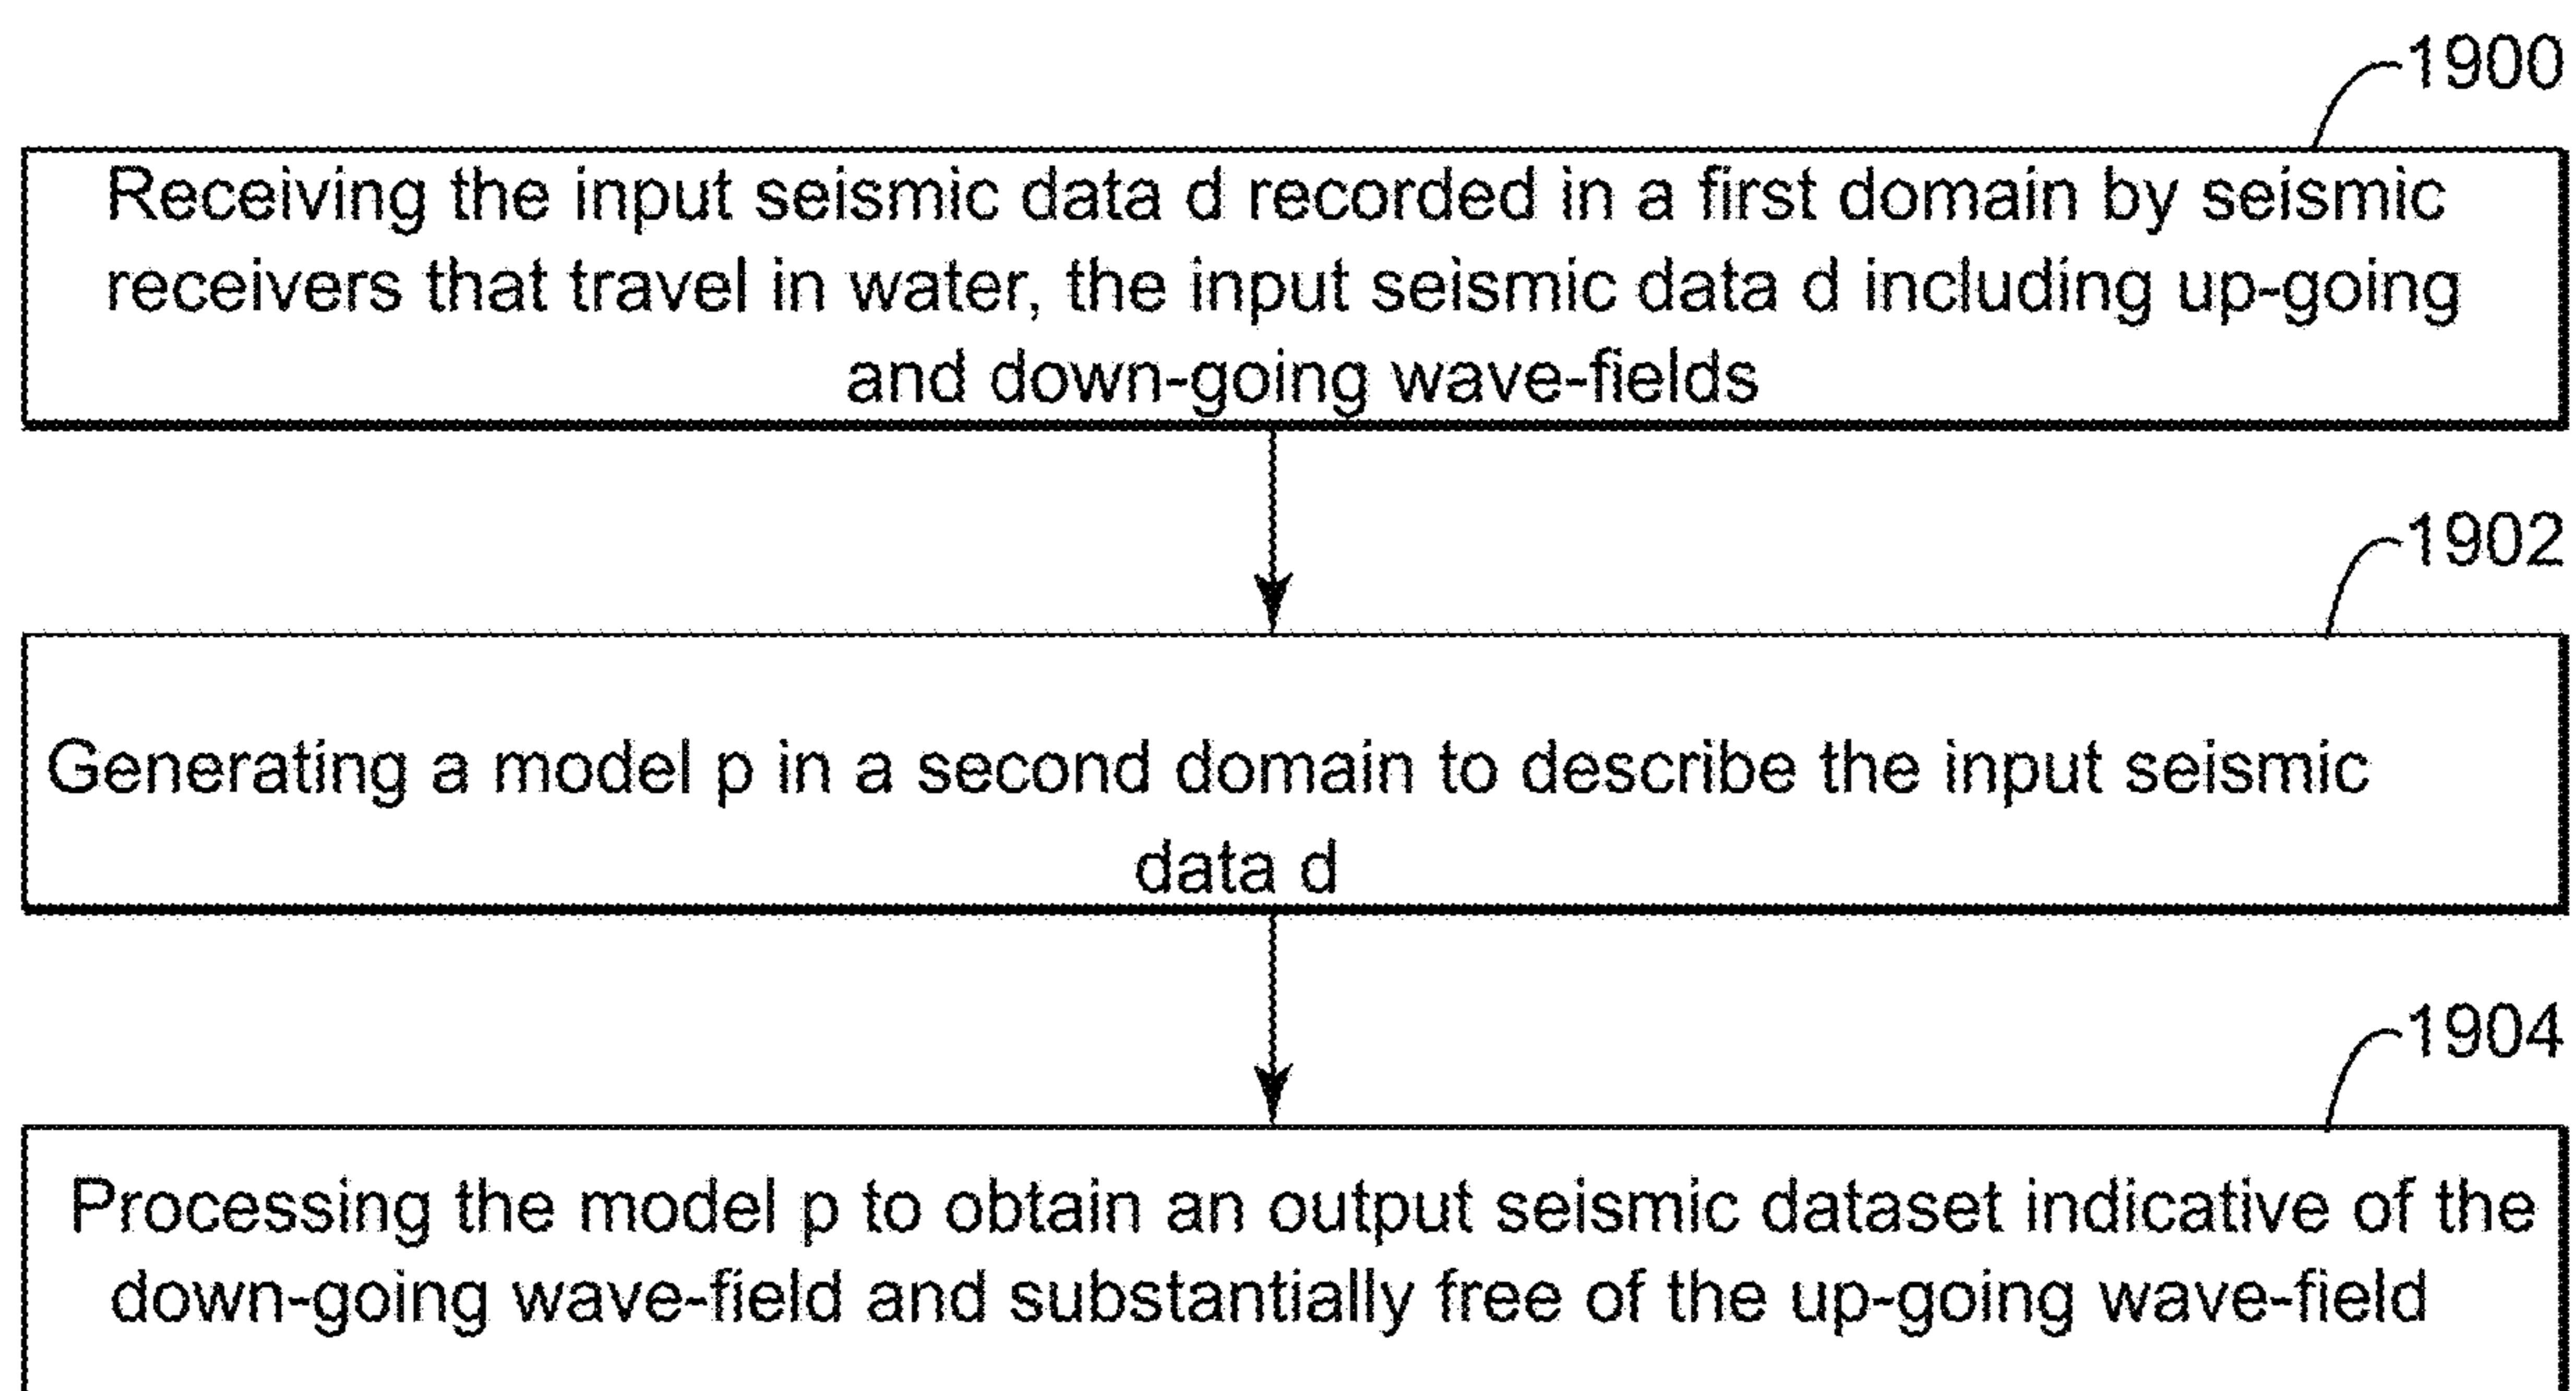 1900
Receiving the input seismic data d recorded in a first domain by seismic
receivers that travel in water, the input seismic data d including up-going
and down-going wave-fields
1902
Generating a model p in a second domain to describe the input seismic
data d
1904
Processing the model p to obtain an output seismic dataset indicative of the
down-going wave-field and substantially free of the up-going wave-field